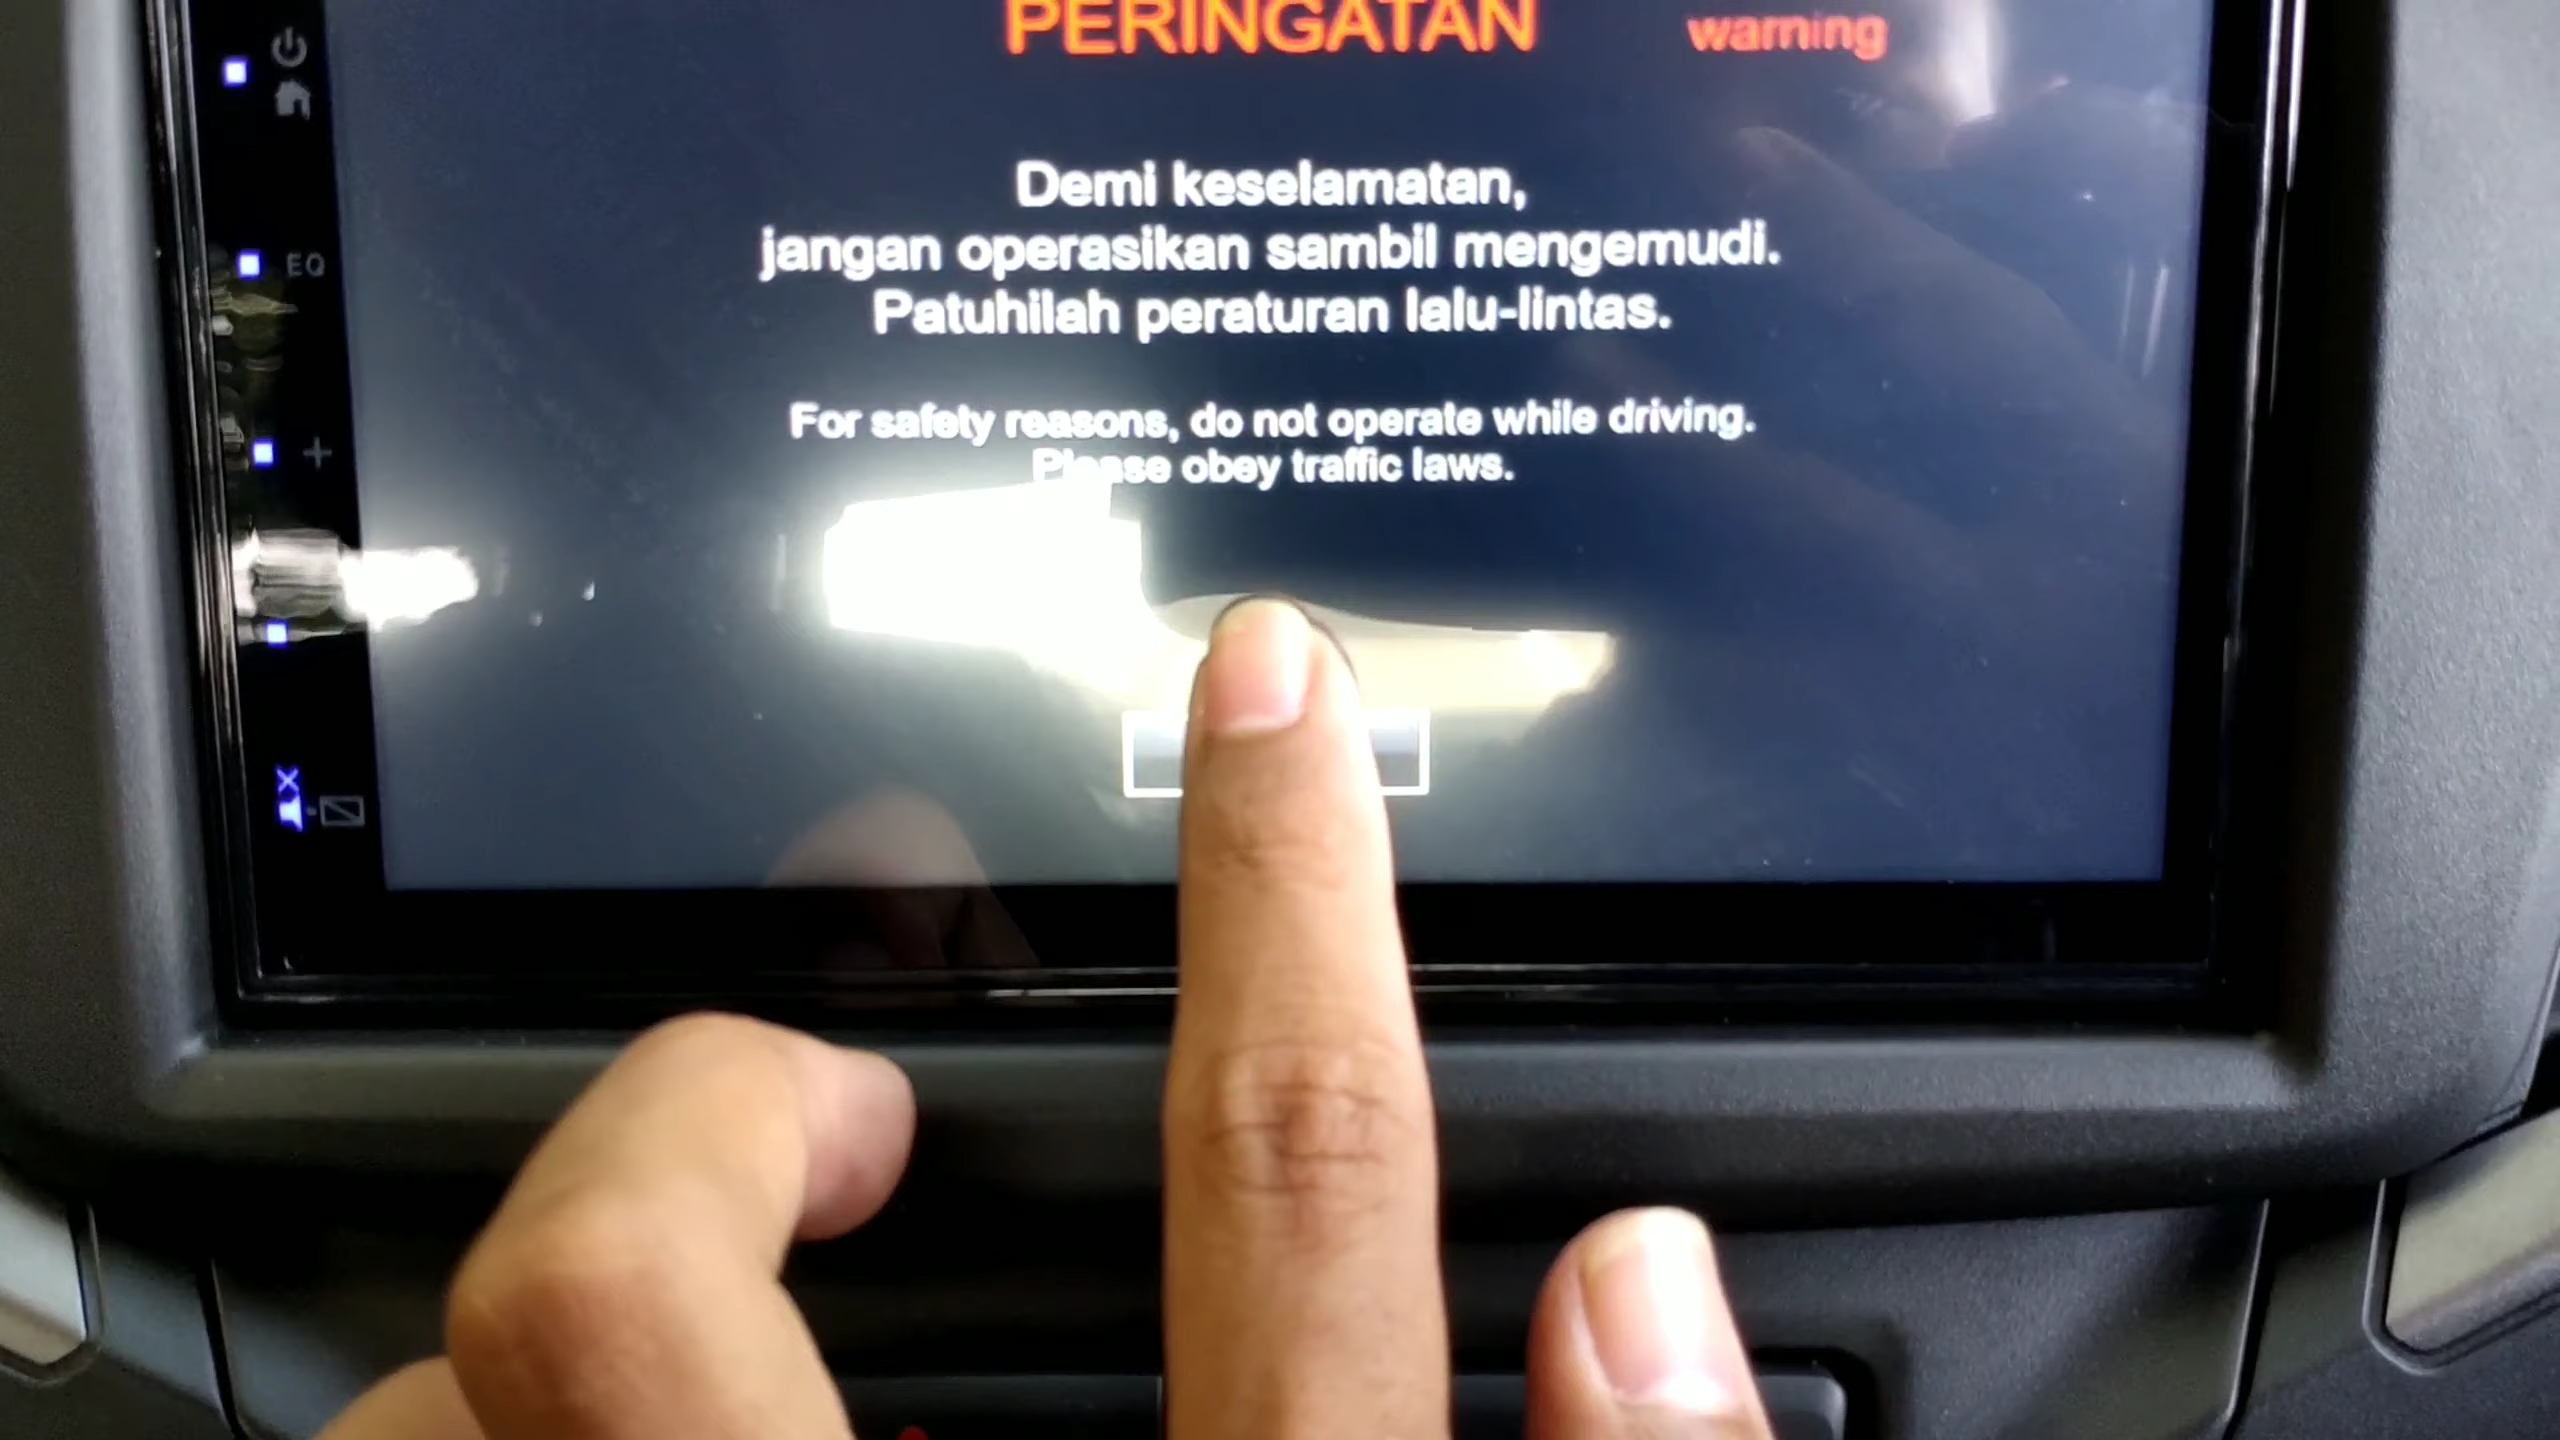 PERINGATAN warning
Demi keselamatan,
jangan operasikan sambil mengemudi.
Patuhilah peraturan lalu-lintas.
For safety reasons, do not operate while driving.
Please obey traffic laws.
EQ
+